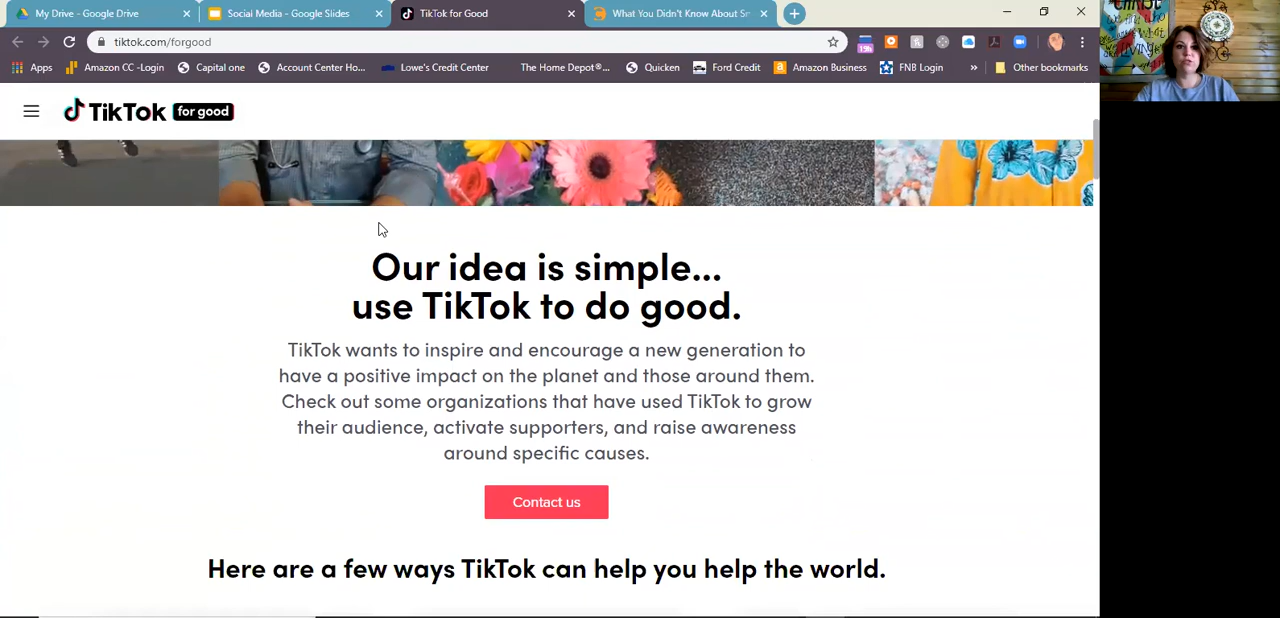 My Drive - Google Drive
Social Media - Google Slides
TikTok for Good
What You Didn't Know About Sm
tiktok.com/forgood
19h
Apps
Amazon CC -Login
Capital one
Account Center Ho...
Lowe's Credit Center
The Home Depot®...
Quicken
Ford Credit
Amazon Business
FNB Login
»
Other bookmarks
TikTok for good
Our idea is simple...
use TikTok to do good.
TikTok wants to inspire and encourage a new generation to
have a positive impact on the planet and those around them.
Check out some organizations that have used TikTok to grow
their audience, activate supporters, and raise awareness
around specific causes.
Contact us
Here are a few ways TikTok can help you help the world.